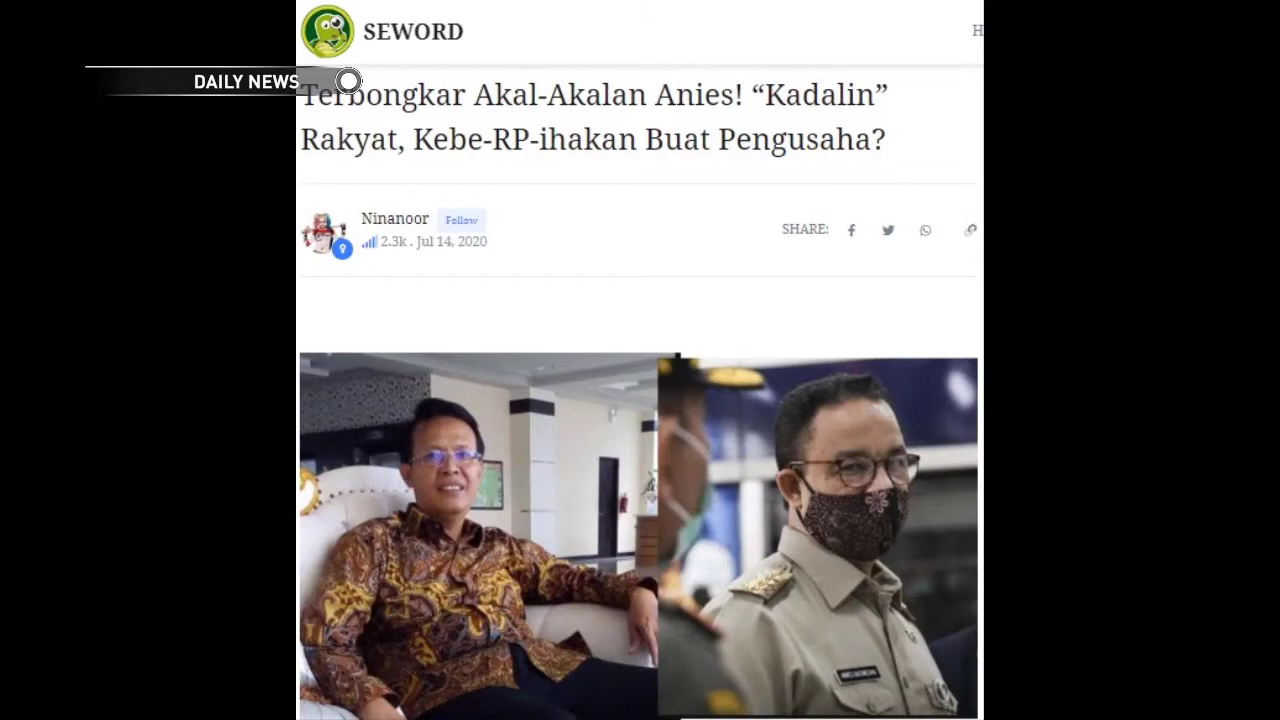 SEWORD
H
DAILY NEWS
Terbongkar Akal-Akalan Anies! “Kadalin”
Rakyat, Kebe-RP-ihakan Buat Pengusaha?
Ninanoor Follow
2.3k . Jul 14, 2020
SHARE: